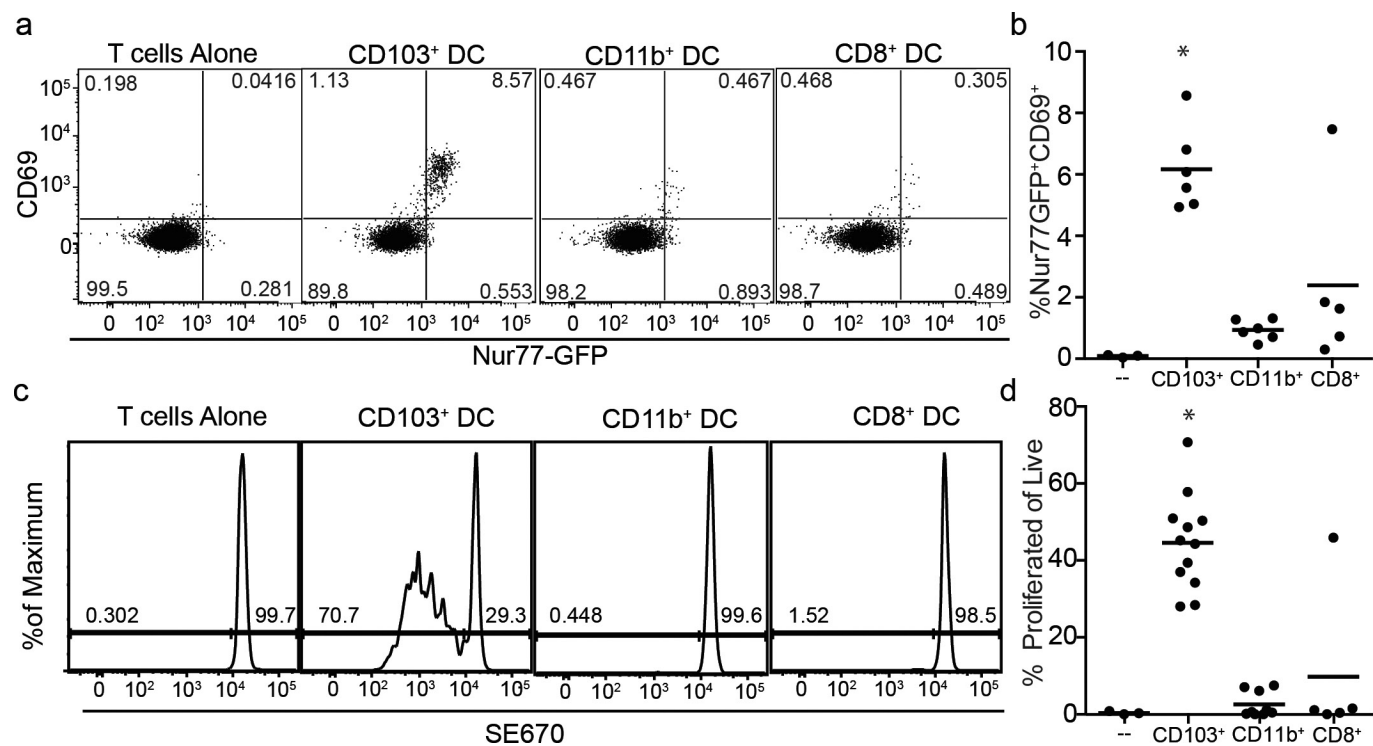 a
T cells Alone
CD103⁺ DC
CD11b⁺ DC
CD8⁺ DC
0.198
0.0416
1.13
8.57
0.467
0.467
0.468
0.305
10⁵
10⁴
10³
0
CD69
99.5
0.281
89.8
0.553
98.2
0.893
98.7
0.489
0 10² 10³ 10⁴ 10⁵
0 10² 10³ 10⁴ 10⁵
0 10² 10³ 10⁴ 10⁵
0 10² 10³ 10⁴ 10⁵
Nur77-GFP
b
%Nur77GFP⁺CD69⁺
10
8
6
4
2
0
*
-- CD103⁺ CD11b⁺ CD8⁺
c
T cells Alone
CD103⁺ DC
CD11b⁺ DC
CD8⁺ DC
%of Maximum
0.302
99.7
70.7
29.3
0.448
99.6
1.52
98.5
0 10² 10³ 10⁴ 10⁵
0 10² 10³ 10⁴ 10⁵
0 10² 10³ 10⁴ 10⁵
0 10² 10³ 10⁴ 10⁵
SE670
d
% Proliferated of Live
80
60
40
20
0
*
-- CD103⁺ CD11b⁺ CD8⁺